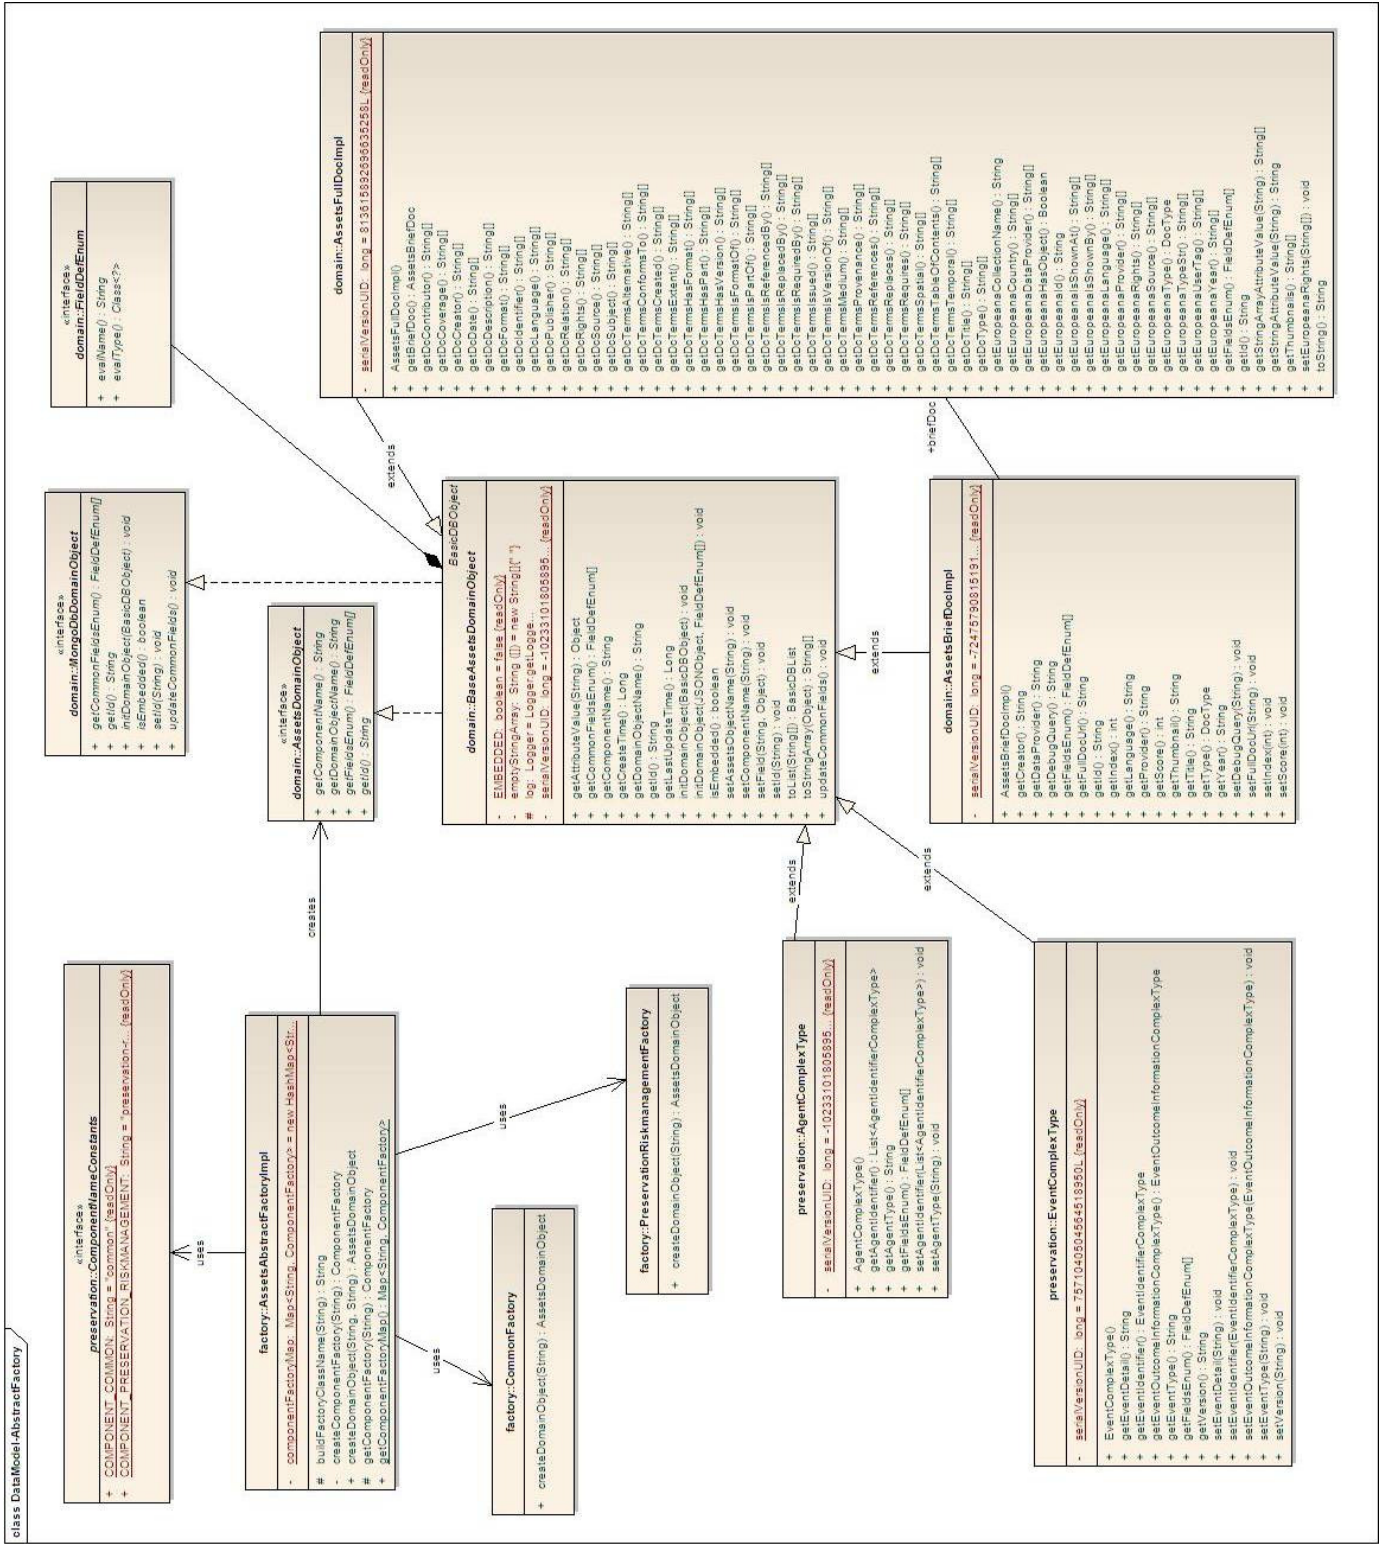 class DataModel-AbstractFactory
«interface»
preservation::ComponentNameConstants
+ COMPONENT_COMMON: String = "common" {readOnly}
+ COMPONENT_PRESERVATION_RISKMANAGEMENT: String = "preservation-r... {readOnly}
«interface»
domain::MongoDbDomainObject
+ getCommonFieldsEnum() : FieldDefEnum[]
+ getId() : String
+ initDomainObject(BasicDBObject) : void
+ isEmbedded() : boolean
+ setId(String) : void
+ updateCommonFields() : void
«interface»
domain::FieldDefEnum
+ evalName() : String
+ evalType() : Class<?>
uses
factory::AssetsAbstractFactoryImpl
- componentFactoryMap: Map<String, ComponentFactory> = new HashMap<Str...
# buildFactoryClassName(String) : String
- createComponentFactory(String) : ComponentFactory
+ createDomainObject(String, String) : AssetsDomainObject
# getComponentFactory(String) : ComponentFactory
+ getComponentFactoryMap() : Map<String, ComponentFactory>
creates
«interface»
domain::AssetsDomainObject
+ getComponentName() : String
+ getDomainObjectName() : String
+ getFieldsEnum() : FieldDefEnum[]
+ getId() : String
extends
domain::AssetsFullDocImpl
- serialVersionUID: long = 8136158926966635258L {readOnly}
+ AssetsFullDocImpl()
+ getBriefDoc() : AssetsBriefDoc
+ getDcContributor() : String[]
+ getDcCoverage() : String[]
+ getDcCreator() : String[]
+ getDcDate() : String[]
+ getDcDescription() : String[]
+ getDcFormat() : String[]
+ getDcIdentifier() : String[]
+ getDcLanguage() : String[]
+ getDcPublisher() : String[]
+ getDcRelation() : String[]
+ getDcRights() : String[]
+ getDcSource() : String[]
+ getDcSubject() : String[]
+ getDcTermsAlternative() : String[]
+ getDcTermsConformsTo() : String[]
+ getDcTermsCreated() : String[]
+ getDcTermsExtent() : String[]
+ getDcTermsHasFormat() : String[]
+ getDcTermsHasPart() : String[]
+ getDcTermsHasVersion() : String[]
+ getDcTermsIsFormatOf() : String[]
+ getDcTermsIsPartOf() : String[]
+ getDcTermsIsReferencedBy() : String[]
+ getDcTermsIsReplacedBy() : String[]
+ getDcTermsIsRequiredBy() : String[]
+ getDcTermsIssued() : String[]
+ getDcTermsIsVersionOf() : String[]
+ getDcTermsMedium() : String[]
+ getDcTermsProvenance() : String[]
+ getDcTermsReferences() : String[]
+ getDcTermsReplaces() : String[]
+ getDcTermsRequires() : String[]
+ getDcTermsSpatial() : String[]
+ getDcTermsTableOfContents() : String[]
+ getDcTermsTemporal() : String[]
+ getDcTitle() : String[]
+ getDcType() : String[]
+ getEuropeanaCollectionName() : String
+ getEuropeanaCountry() : String[]
+ getEuropeanaDataProvider() : String[]
+ getEuropeanaHasObject() : Boolean
+ getEuropeanaId() : String
+ getEuropeanaIsShownAt() : String[]
+ getEuropeanaIsShownBy() : String[]
+ getEuropeanaLanguage() : String[]
+ getEuropeanaProvider() : String[]
+ getEuropeanaRights() : String[]
+ getEuropeanaSource() : String[]
+ getEuropeanaType() : DocType
+ getEuropeanaTypeStr() : String[]
+ getEuropeanaUserTag() : String[]
+ getEuropeanaYear() : String[]
+ getFieldsEnum() : FieldDefEnum[]
+ getId() : String
+ getStringArrayAttributeValue(String) : String[]
+ getStringAttributeValue(String) : String
+ getThumbnails() : String[]
+ setEuropeanaRights(String[]) : void
+ toString() : String
uses
uses
factory::CommonFactory
+ createDomainObject(String) : AssetsDomainObject
factory::PreservationRiskmanagementFactory
+ createDomainObject(String) : AssetsDomainObject
BasicDBObject
domain::BaseAssetsDomainObject
- EMBEDDED: boolean = false {readOnly}
- emptyStringArray: String ([]) = new String[]{" "}
# log: Logger = Logger.getLogge...
- serialVersionUID: long = -10233101805895... {readOnly}
+ getAttributeValue(String) : Object
+ getCommonFieldsEnum() : FieldDefEnum[]
+ getComponentName() : String
+ getCreateTime() : Long
+ getDomainObjectName() : String
+ getId() : String
+ getLastUpdateTime() : Long
+ initDomainObject(BasicDBObject) : void
+ initDomainObject(JSONObject, FieldDefEnum[]) : void
+ isEmbedded() : boolean
+ setAssetsObjectName(String) : void
+ setComponentName(String) : void
+ setField(String, Object) : void
+ setId(String) : void
+ toList(String[]) : BasicDBList
+ toStringArray(Object) : String[]
+ updateCommonFields() : void
+briefDoc
extends
extends
extends
preservation::AgentComplexType
- serialVersionUID: long = -10233101805895... {readOnly}
+ AgentComplexType()
+ getAgentIdentifier() : List<AgentIdentifierComplexType>
+ getAgentType() : String
+ getFieldsEnum() : FieldDefEnum[]
+ setAgentIdentifier(List<AgentIdentifierComplexType>) : void
+ setAgentType(String) : void
domain::AssetsBriefDocImpl
- serialVersionUID: long = -72475790815191... {readOnly}
+ AssetsBriefDocImpl()
+ getCreator() : String
+ getDataProvider() : String
+ getDebugQuery() : String
+ getFieldsEnum() : FieldDefEnum[]
+ getFullDocUrl() : String
+ getId() : String
+ getIndex() : int
+ getLanguage() : String
+ getProvider() : String
+ getScore() : int
+ getThumbnail() : String
+ getTitle() : String
+ getType() : DocType
+ getYear() : String
+ setDebugQuery(String) : void
+ setFullDocUrl(String) : void
+ setIndex(int) : void
+ setScore(int) : void
preservation::EventComplexType
- serialVersionUID: long = 7571040504564518950L {readOnly}
+ EventComplexType()
+ getEventDetail() : String
+ getEventIdentifier() : EventIdentifierComplexType
+ getEventOutcomeInformationComplexType() : EventOutcomeInformationComplexType
+ getEventType() : String
+ getFieldsEnum() : FieldDefEnum[]
+ getVersion() : String
+ setEventDetail(String) : void
+ setEventIdentifier(EventIdentifierComplexType) : void
+ setEventOutcomeInformationComplexType(EventOutcomeInformationComplexType) : void
+ setEventType(String) : void
+ setVersion(String) : void